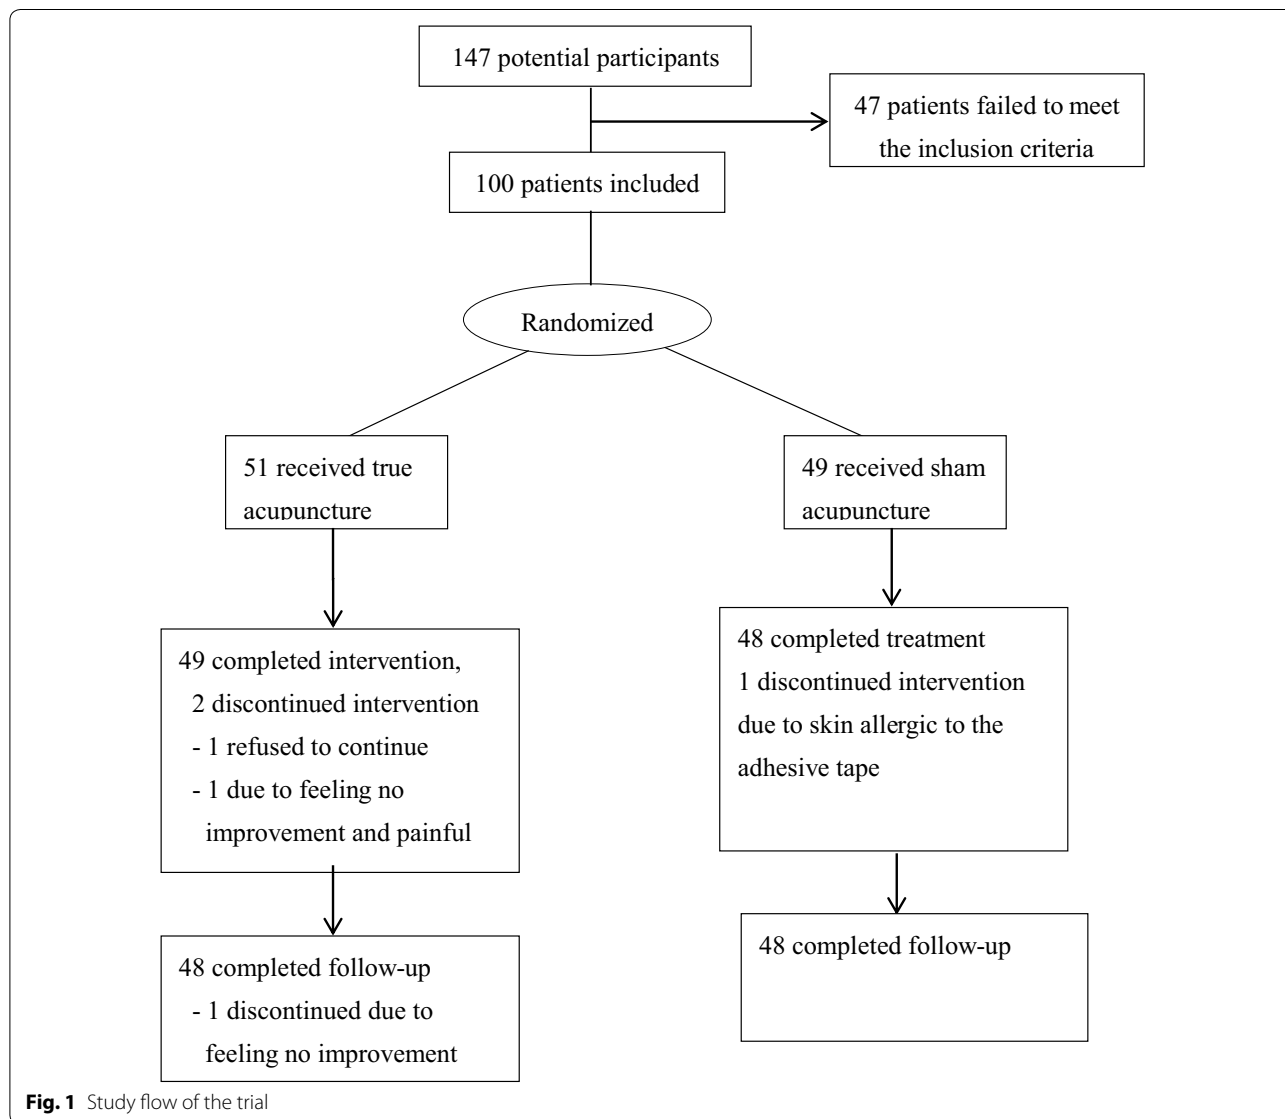 147 potential participants
47 patients failed to meet
the inclusion criteria
100 patients included
Randomized
51 received true
acupuncture
49 received sham
acupuncture
49 completed intervention,
2 discontinued intervention
- 1 refused to continue
- 1 due to feeling no
improvement and painful
48 completed treatment
1 discontinued intervention
due to skin allergic to the
adhesive tape
48 completed follow-up
- 1 discontinued due to
feeling no improvement
48 completed follow-up
Fig. 1 Study flow of the trial